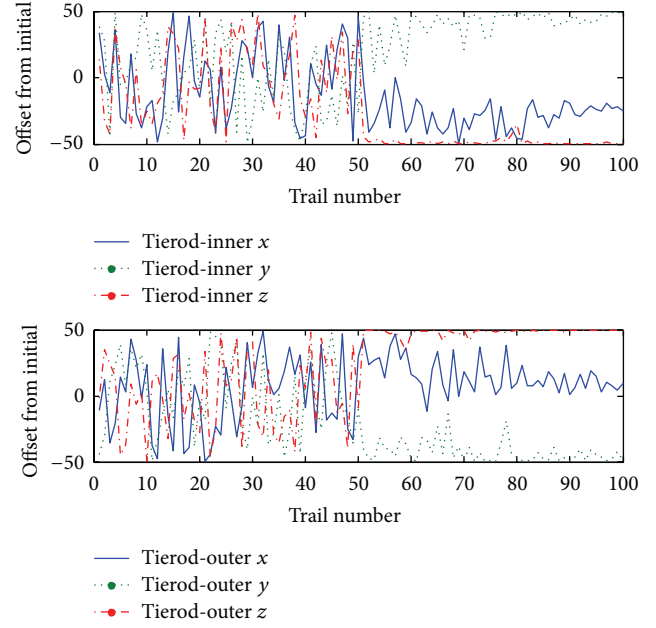 50
0
−50
Offset from initial
0 10 20 30 40 50 60 70 80 90 100
Trail number
Tierod-inner x
Tierod-inner y
Tierod-inner z
50
0
−50
Offset from initial
0 10 20 30 40 50 60 70 80 90 100
Trail number
Tierod-outer x
Tierod-outer y
Tierod-outer z